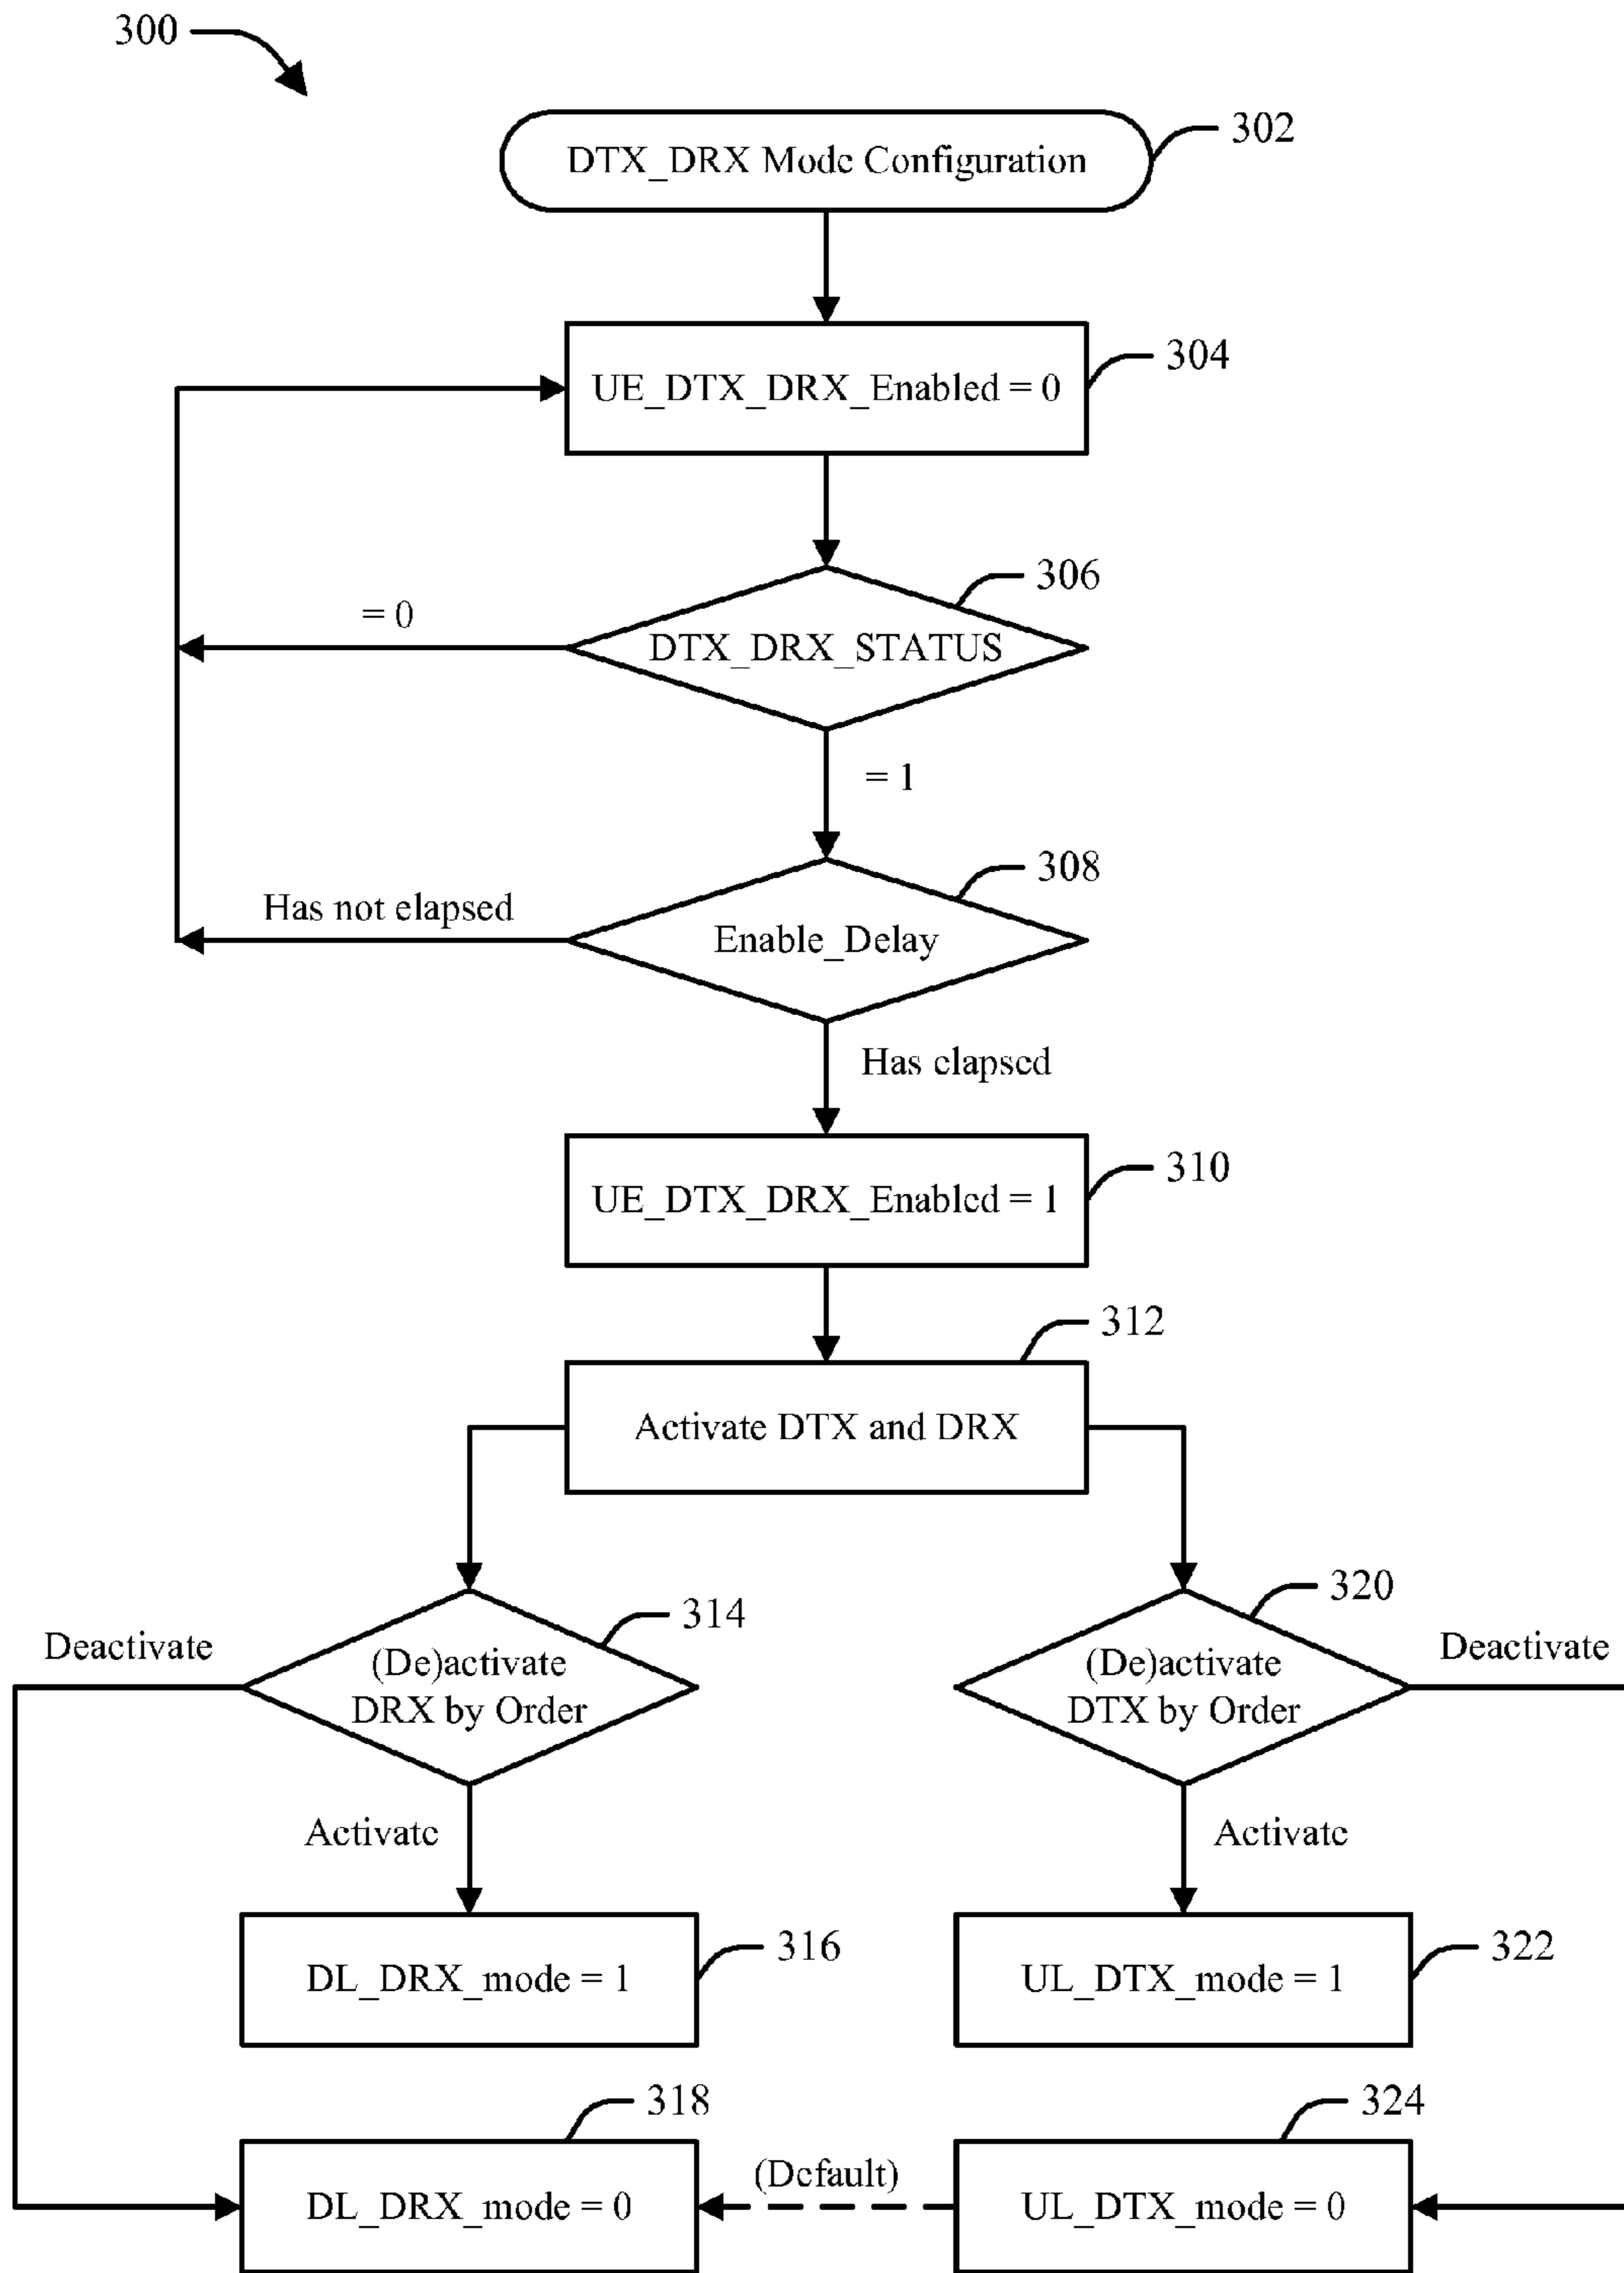 300
302
DTX_DRX Mode Configuration
304
UE_DTX_DRX_Enabled = 0
306
= 0
DTX_DRX_STATUS
= 1
308
Has not elapsed
Enable_Delay
Has elapsed
310
UE_DTX_DRX_Enabled = 1
312
Activate DTX and DRX
314
320
Deactivate
(De)activate
DRX by Order
(De)activate
DTX by Order
Deactivate
Activate
Activate
316
322
DL_DRX_mode = 1
UL_DTX_mode = 1
318
324
DL_DRX_mode = 0
(Default)
UL_DTX_mode = 0